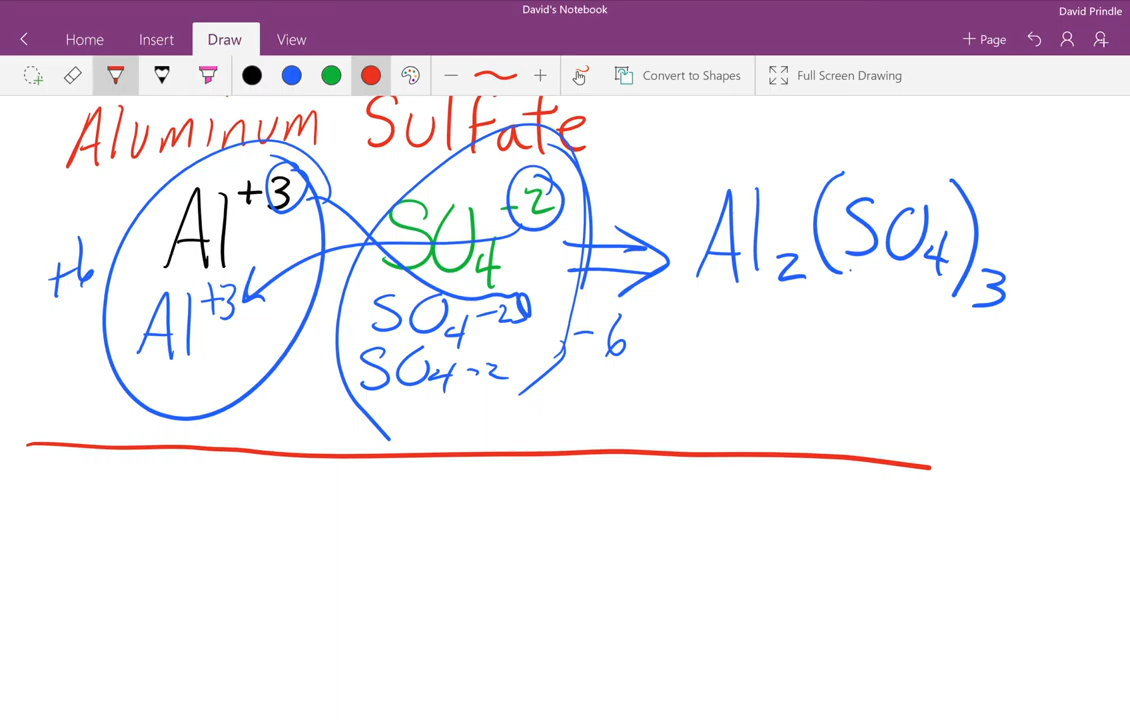 David's Notebook
David Prindle
Home Insert Draw View
Page
Convert to Shapes Full Screen Drawing
Aluminum Sulfate
Al+3 SO4-2 Al2(SO4)3
+6
Al+3 SO4-2
-6
SO4-2